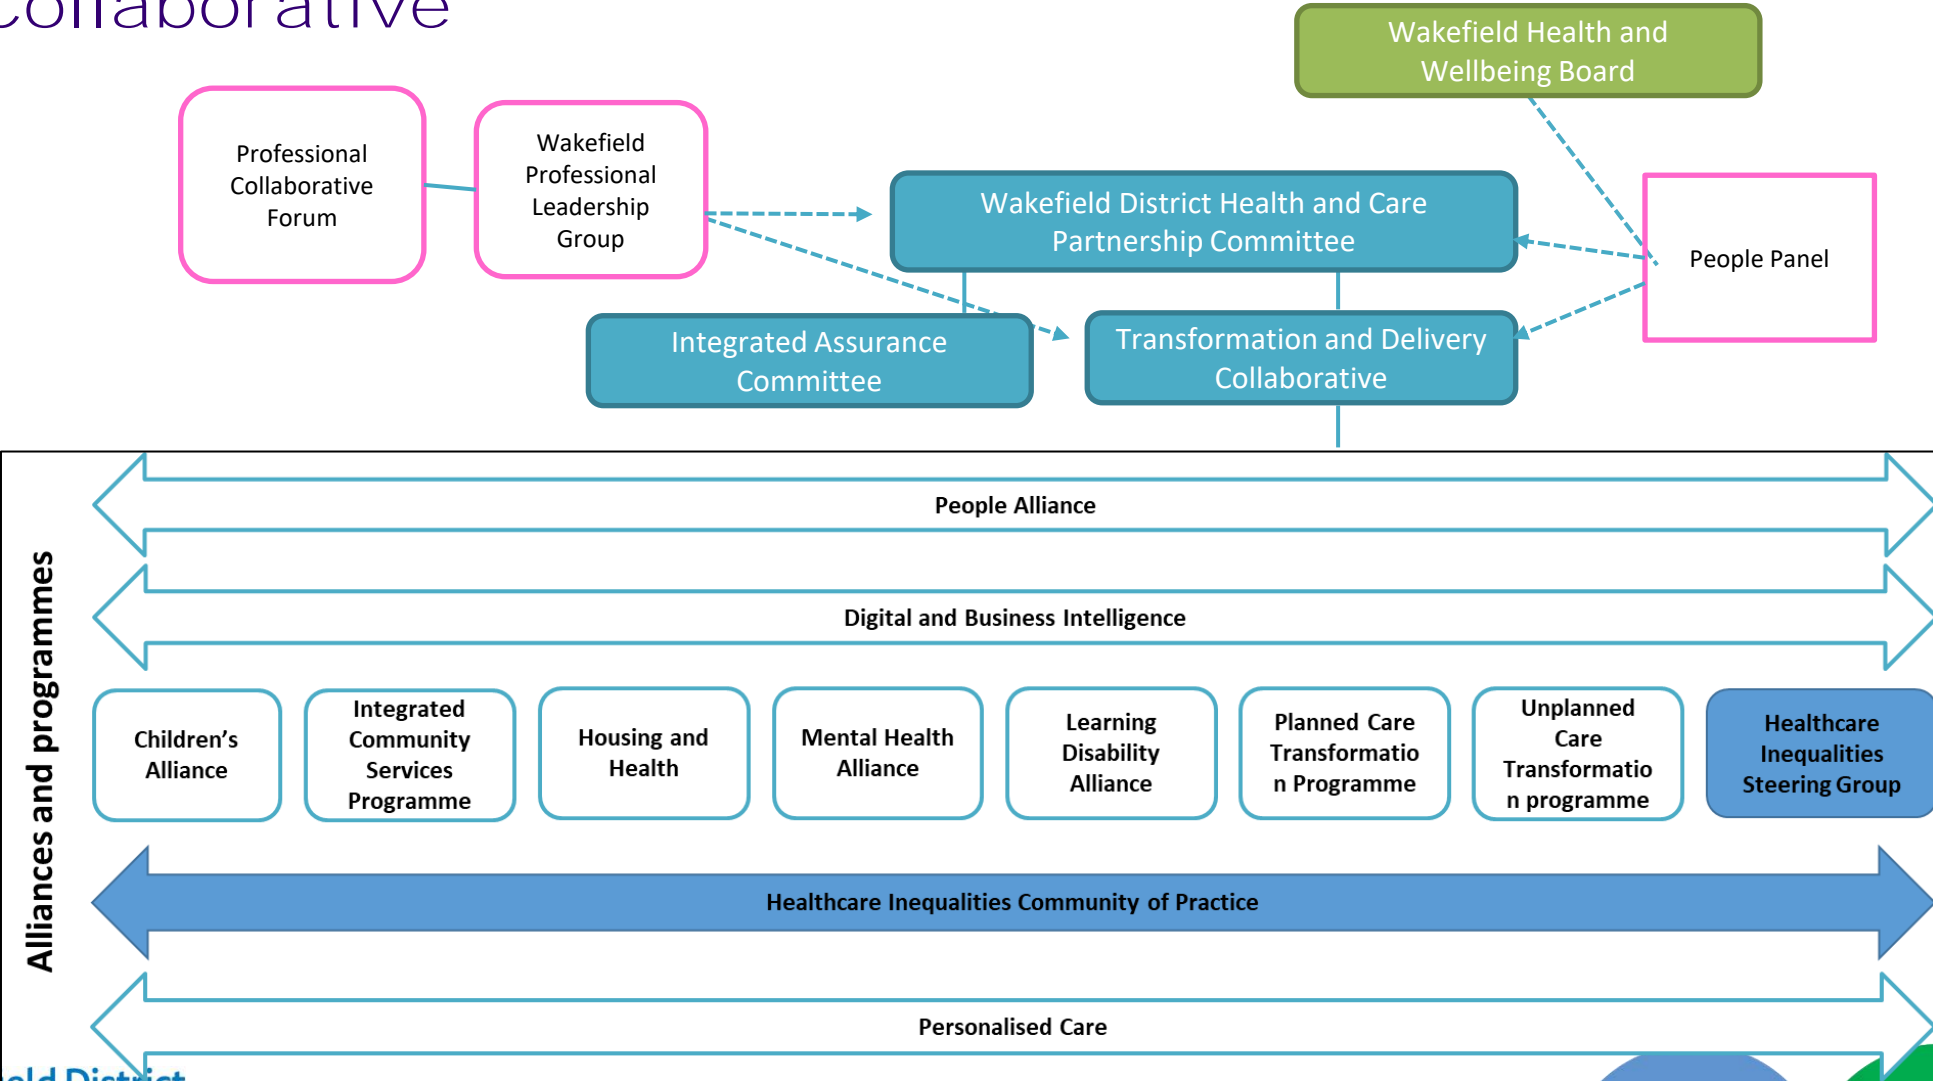 Collaborative
Wakefield Health and
Wellbeing Board
Professional
Collaborative
Forum
Wakefield
Professional
Leadership
Group
Wakefield District Health and Care
Partnership Committee
People Panel
Integrated Assurance
Committee
Transformation and Delivery
Collaborative
Alliances and programmes
People Alliance
Digital and Business Intelligence
Children's
Alliance
Integrated
Community
Services
Programme
Housing and
Health
Mental Health
Alliance
Learning
Disability
Alliance
Planned Care
Transformatio
n Programme
Unplanned
Care
Transformatio
n programme
Healthcare
Inequalities
Steering Group
Healthcare Inequalities Community of Practice
Personalised Care
District